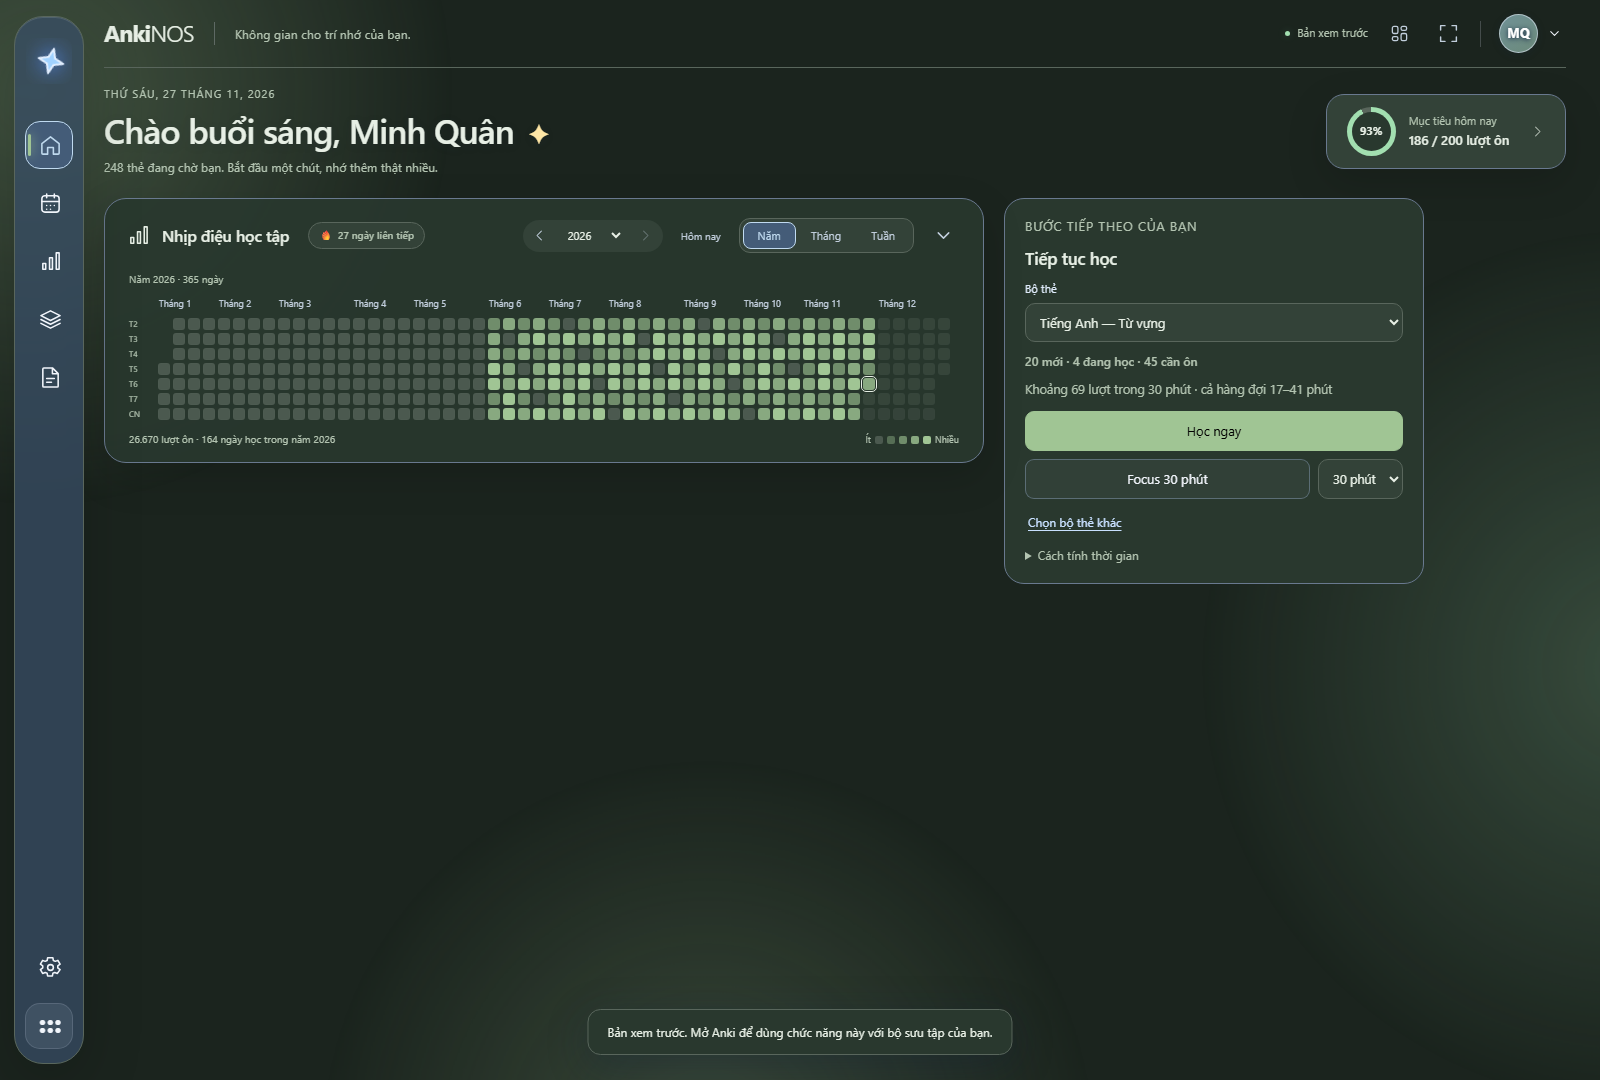 AnkiNOS
Không gian cho trí nhớ của bạn.
Bản xem trước
MQ
THỨ SÁU, 27 THÁNG 11, 2026
Chào buổi sáng, Minh Quân
248 thẻ đang chờ bạn. Bắt đầu một chút, nhớ thêm thật nhiều.
93%
Mục tiêu hôm nay
186 / 200 lượt ôn
Nhịp điệu học tập
27 ngày liên tiếp
2026
Hôm nay
Năm
Tháng
Tuần
Năm 2026 · 365 ngày
Tháng 1 Tháng 2 Tháng 3 Tháng 4 Tháng 5 Tháng 6 Tháng 7 Tháng 8 Tháng 9 Tháng 10 Tháng 11 Tháng 12
T2
T3
T4
T5
T6
T7
CN
26.670 lượt ôn · 164 ngày học trong năm 2026
Ít
Nhiều
BƯỚC TIẾP THEO CỦA BẠN
Tiếp tục học
Bộ thẻ
Tiếng Anh — Từ vựng
20 mới · 4 đang học · 45 cần ôn
Khoảng 69 lượt trong 30 phút · cả hàng đợi 17–41 phút
Học ngay
Focus 30 phút
30 phút
Chọn bộ thẻ khác
Cách tính thời gian
Bản xem trước. Mở Anki để dùng chức năng này với bộ sưu tập của bạn.